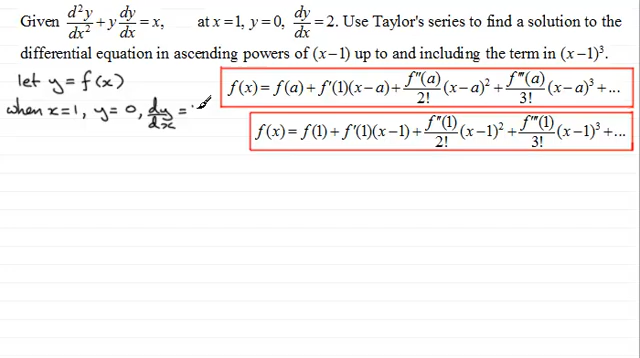 Given d²y/dx² + y dy/dx = x, at x = 1, y = 0, dy/dx = 2. Use Taylor's series to find a solution to the
differential equation in ascending powers of (x−1) up to and including the term in (x−1)³.
let y = f(x)
f(x) = f(a) + f'(1)(x−a) + f''(a)/2! (x−a)² + f'''(a)/3! (x−a)³ + ...
when x = 1, y = 0, dy/dx =
f(x) = f(1) + f'(1)(x−1) + f''(1)/2! (x−1)² + f'''(1)/3! (x−1)³ + ...